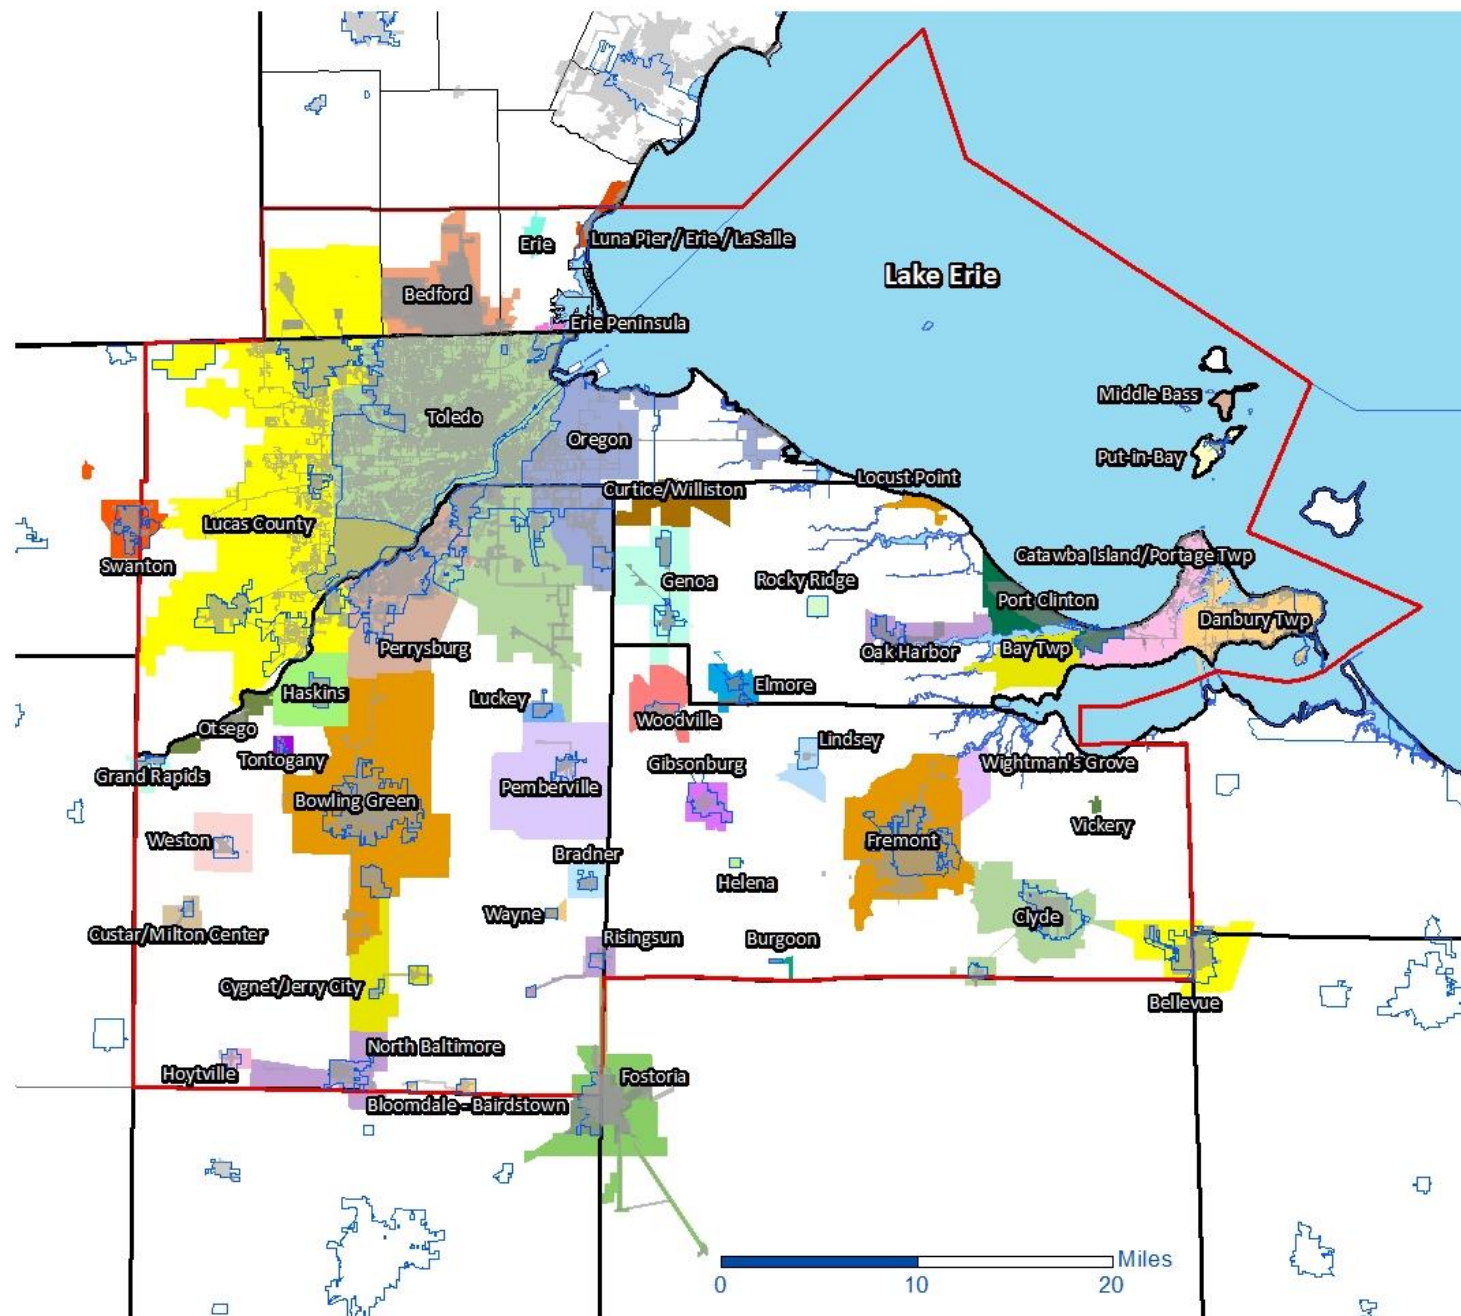 Erie
Luna Pier / Erie / LaSalle
Lake Erie
Bedford
Erie Peninsula
Middle Bass
Toledo
Oregon
Put-in-Bay
Locust Point
Curtice/Williston
Lucas County
Catawba Island/Portage Twp
Swanton
Genoa
Rocky Ridge
Port Clinton
Danbury Twp
Perrysburg
Oak Harbor
Bay Twp
Haskins
Luckey
Elmore
Otsego
Woodville
Lindsey
Tontogany
Grand Rapids
Gibsonburg
Wightman's Grove
Pemberville
Bowling Green
Vickery
Weston
Fremont
Bradner
Helena
Wayne
Clyde
Custar/Milton Center
Risingsun
Burgoon
Cygnet/Jerry City
Bellevue
North Baltimore
Hoytville
Fostoria
Bloomdale - Bairdstown
Miles
0 10 20